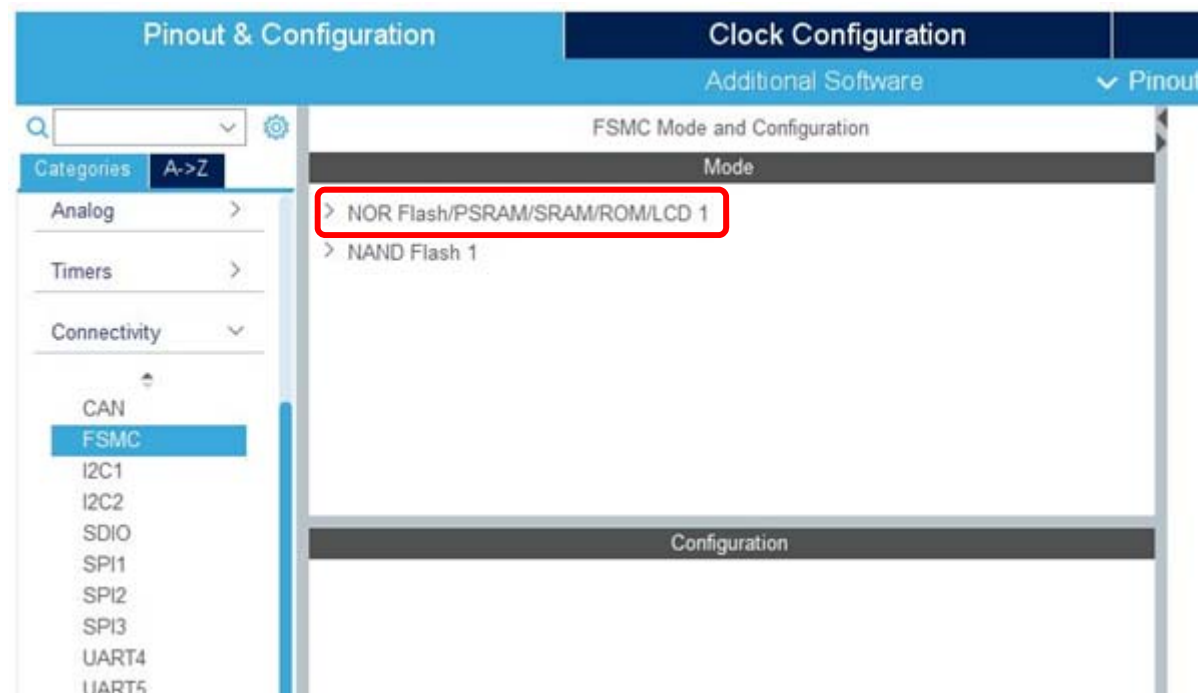 Pinout & Configuration
Clock Configuration
Additional Software
Pinout
FSMC Mode and Configuration
Categories
A->Z
Mode
Analog
NOR Flash/PSRAM/SRAM/ROM/LCD 1
NAND Flash 1
Timers
Connectivity
CAN
FSMC
I2C1
I2C2
SDIO
Configuration
SPI1
SPI2
SPI3
UART4
UART5